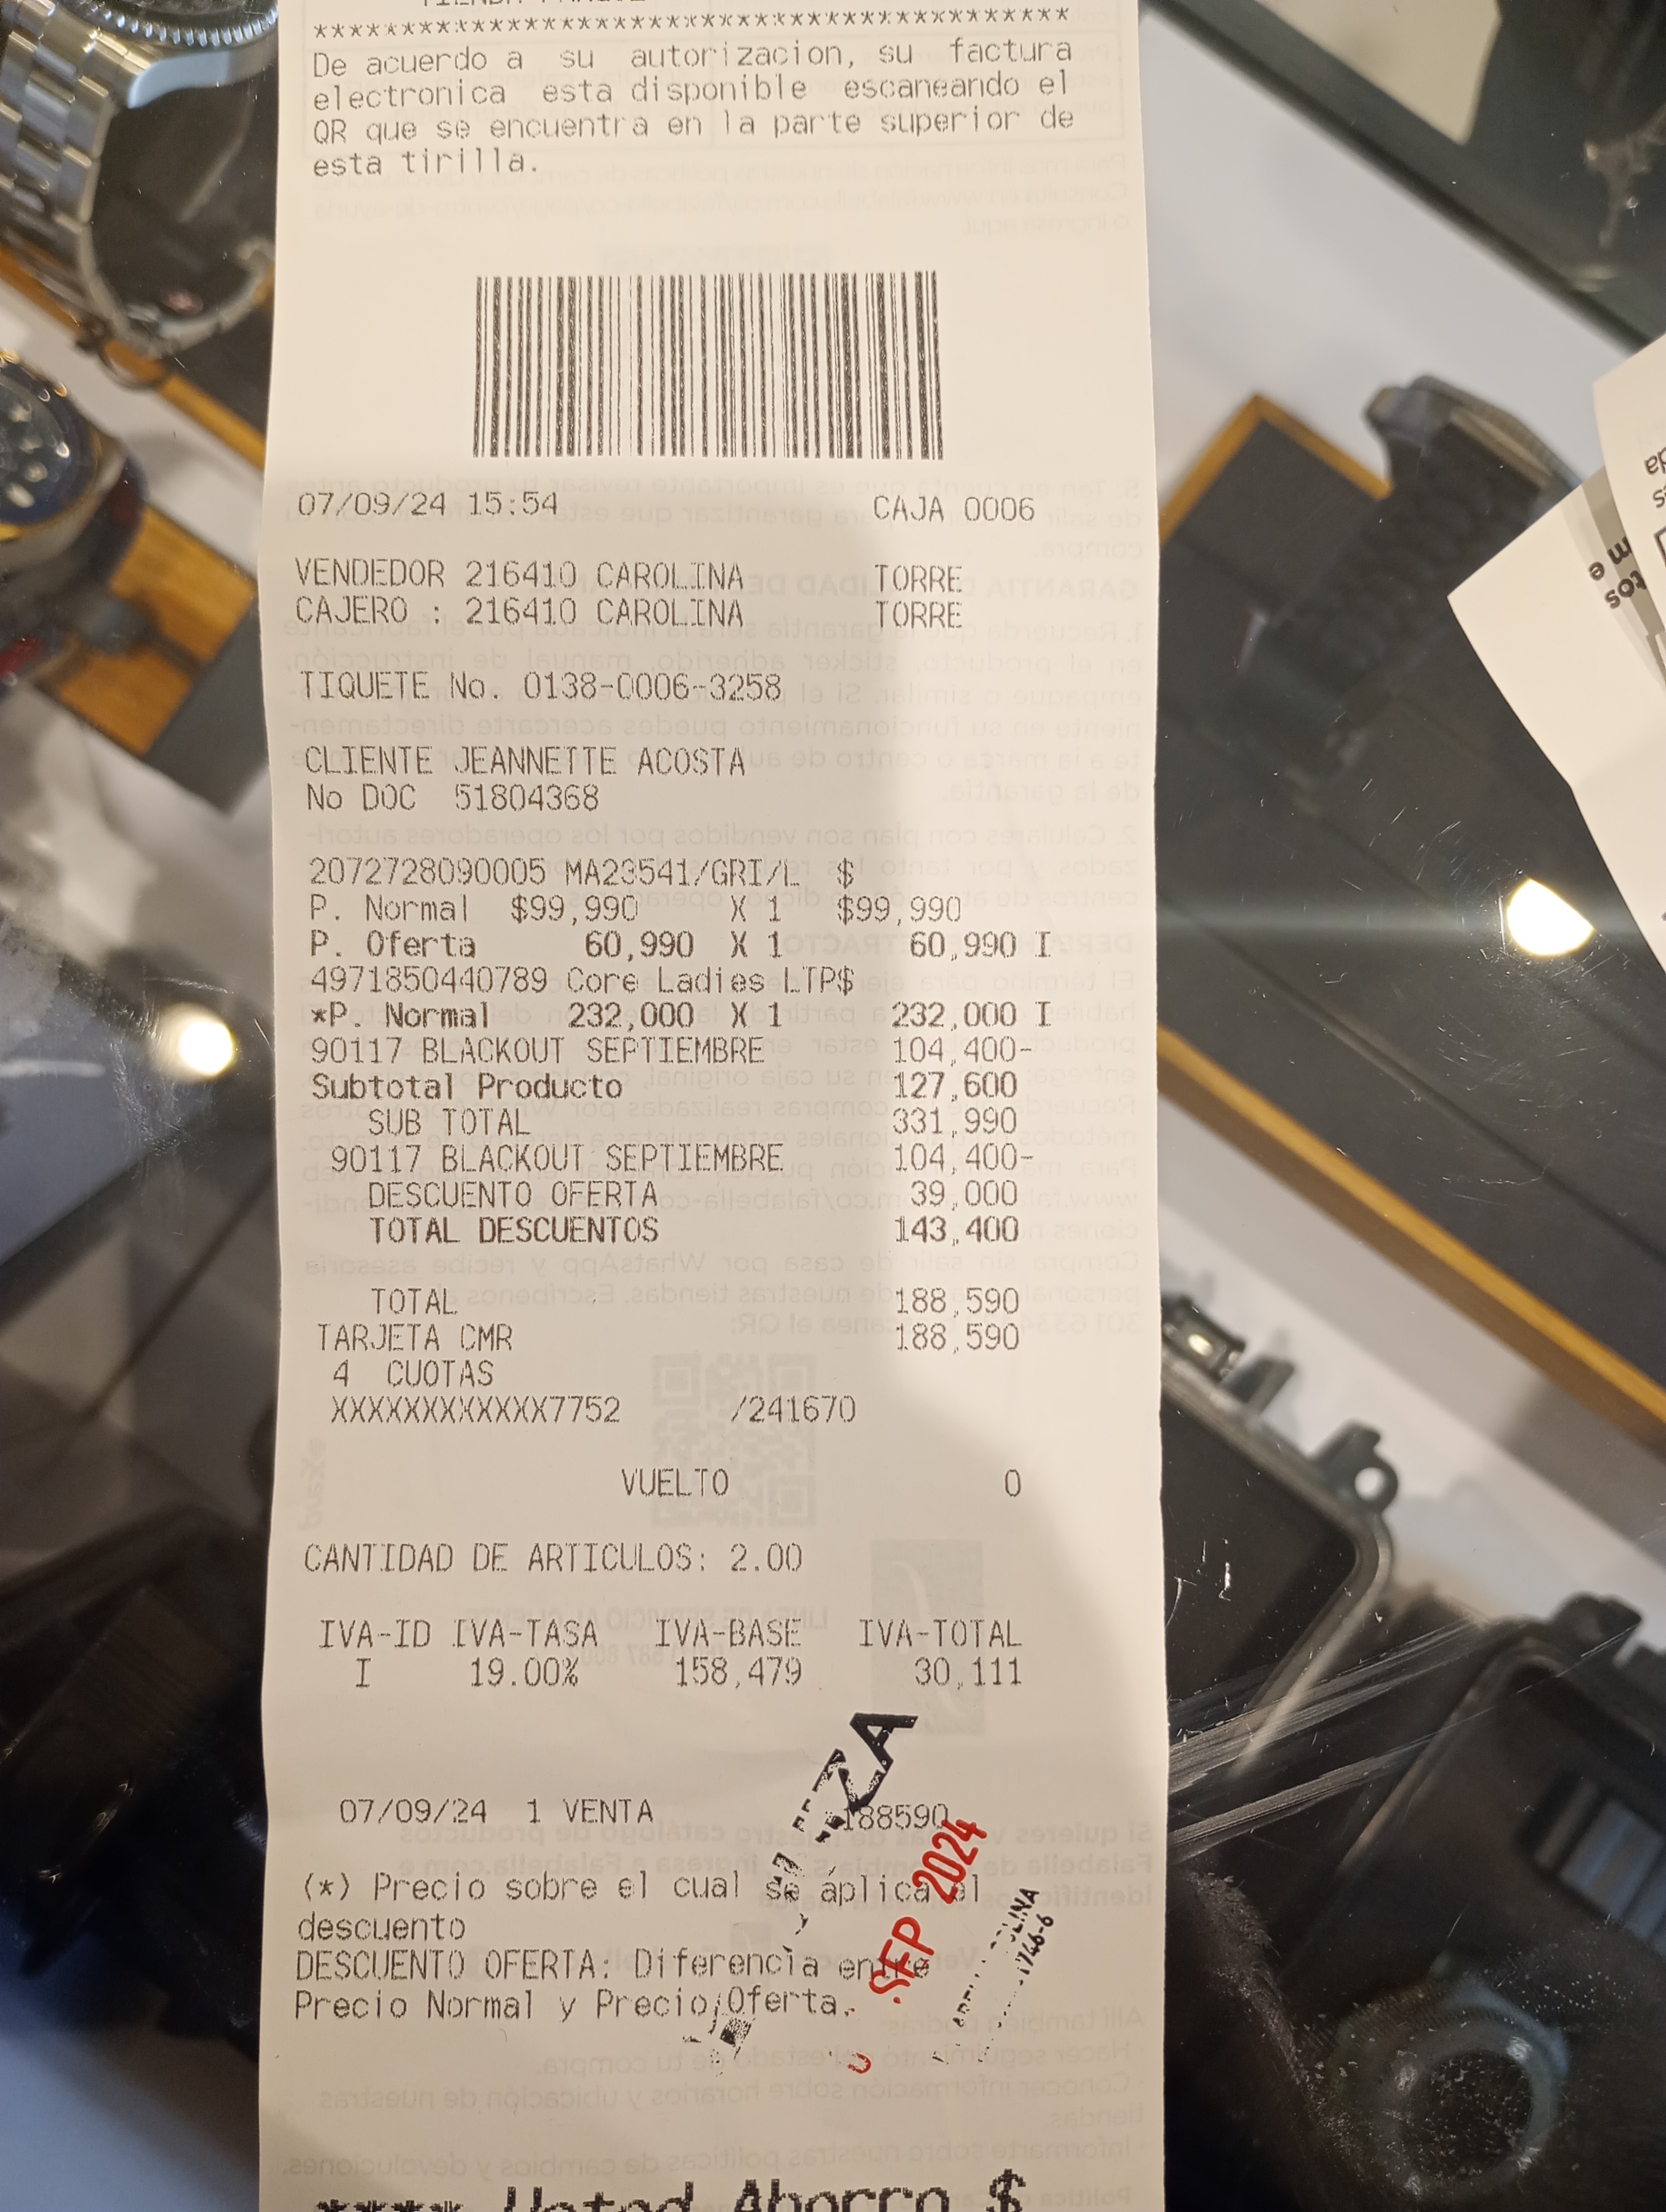 ****************************************
De acuerdo a su autorizacion, su factura
electronica esta disponible escaneando el
QR que se encuentra en la parte superior de
esta tirilla.
07/09/24 15:54 CAJA 0006
VENDEDOR 216410 CAROLINA TORRE
CAJERO : 216410 CAROLINA TORRE
TIQUETE No. 0138-0006-3258
CLIENTE JEANNETTE ACOSTA
No DOC 51804368
2072728090005 MA23541/GRI/L $
P. Normal $99,990 X 1 $99,990
P. Oferta 60,990 X 1 60,990 I
4971850440789 Core Ladies LTP$
*P. Normal 232,000 X 1 232,000 I
90117 BLACKOUT SEPTIEMBRE 104,400-
Subtotal Producto 127,600
SUB TOTAL 331,990
90117 BLACKOUT SEPTIEMBRE 104,400-
DESCUENTO OFERTA 39,000
TOTAL DESCUENTOS 143,400
TOTAL 188,590
TARJETA CMR 188,590
4 CUOTAS
XXXXXXXXXXXX7752 /241670
VUELTO 0
CANTIDAD DE ARTICULOS: 2.00
IVA-ID IVA-TASA IVA-BASE IVA-TOTAL
I 19.00% 158,479 30,111
07/09/24 1 VENTA 188590
(*) Precio sobre el cual se aplica el
descuento
DESCUENTO OFERTA: Diferencia entre
Precio Normal y Precio Oferta.
SEP 2024
**** Usted Ahorro $